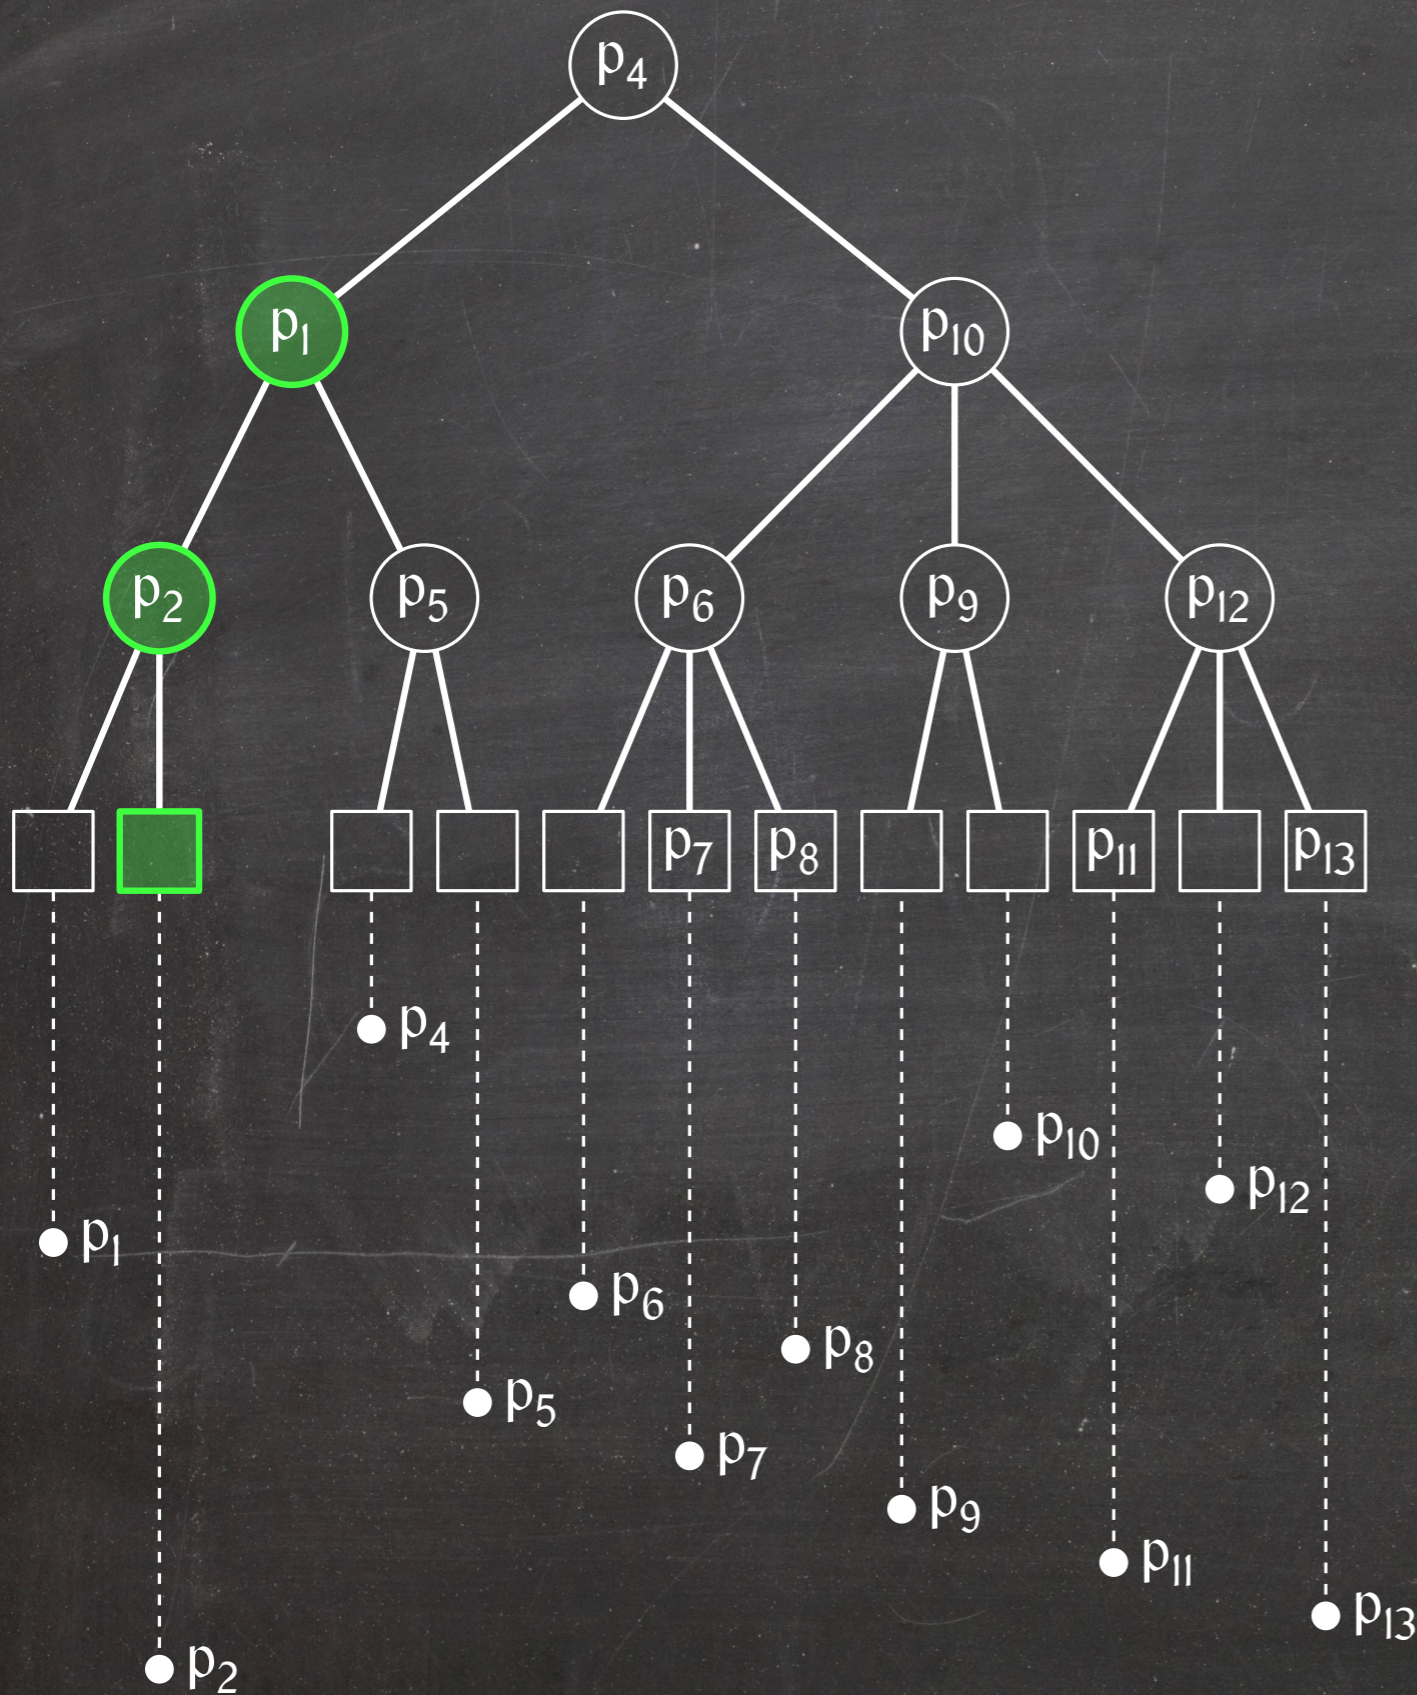 p₄
p₁ p₁₀
p₂ p₅ p₆ p₉ p₁₂
p₇ p₈ p₁₁ p₁₃
p₄
p₁₀
p₁₂
p₁
p₆
p₈
p₅
p₇
p₉
p₁₁
p₁₃
p₂